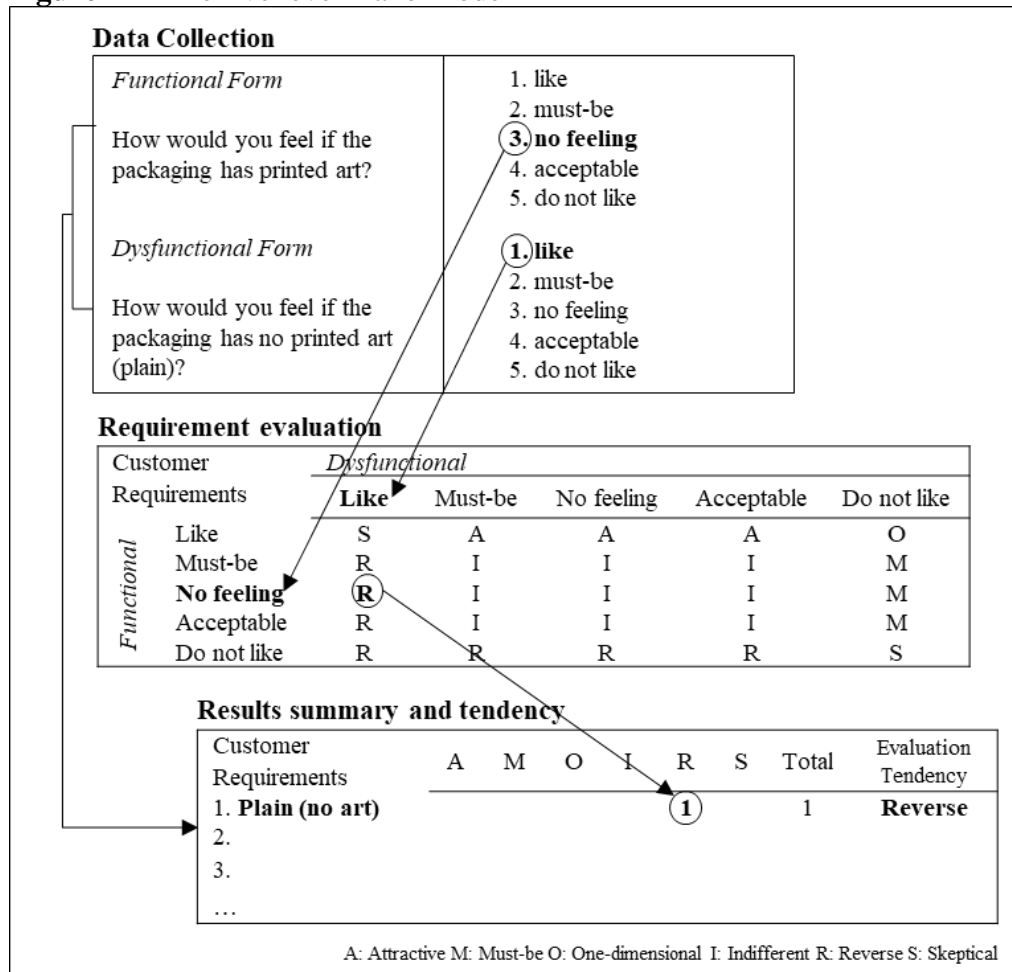 Data Collection
Functional Form
How would you feel if the
packaging has printed art?
1. like
2. must-be
3. no feeling
4. acceptable
5. do not like
Dysfunctional Form
How would you feel if the
packaging has no printed art
(plain)?
1. like
2. must-be
3. no feeling
4. acceptable
5. do not like
Requirement evaluation
Customer Requirements Dysfunctional
Like Must-be No feeling Acceptable Do not like
Functional
Like S A A A O
Must-be R I I I M
No feeling R I I I M
Acceptable R I I I M
Do not like R R R R S
Results summary and tendency
Customer Requirements A M O I R S Total Evaluation Tendency
1. Plain (no art) 1 1 Reverse
2.
3.
…
A: Attractive M: Must-be O: One-dimensional I: Indifferent R: Reverse S: Skeptical